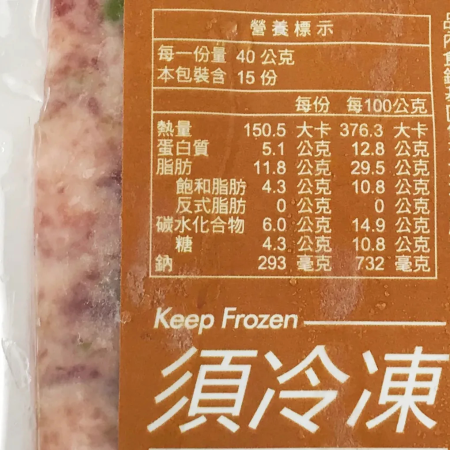 營養標示
每一份量 40 公克
本包裝含 15 份
每份 每100公克
熱量 150.5 大卡 376.3 大卡
蛋白質 5.1 公克 12.8 公克
脂肪 11.8 公克 29.5 公克
飽和脂肪 4.3 公克 10.8 公克
反式脂肪 0 公克 0 公克
碳水化合物 6.0 公克 14.9 公克
糖 4.3 公克 10.8 公克
鈉 293 毫克 732 毫克
Keep Frozen
須冷凍